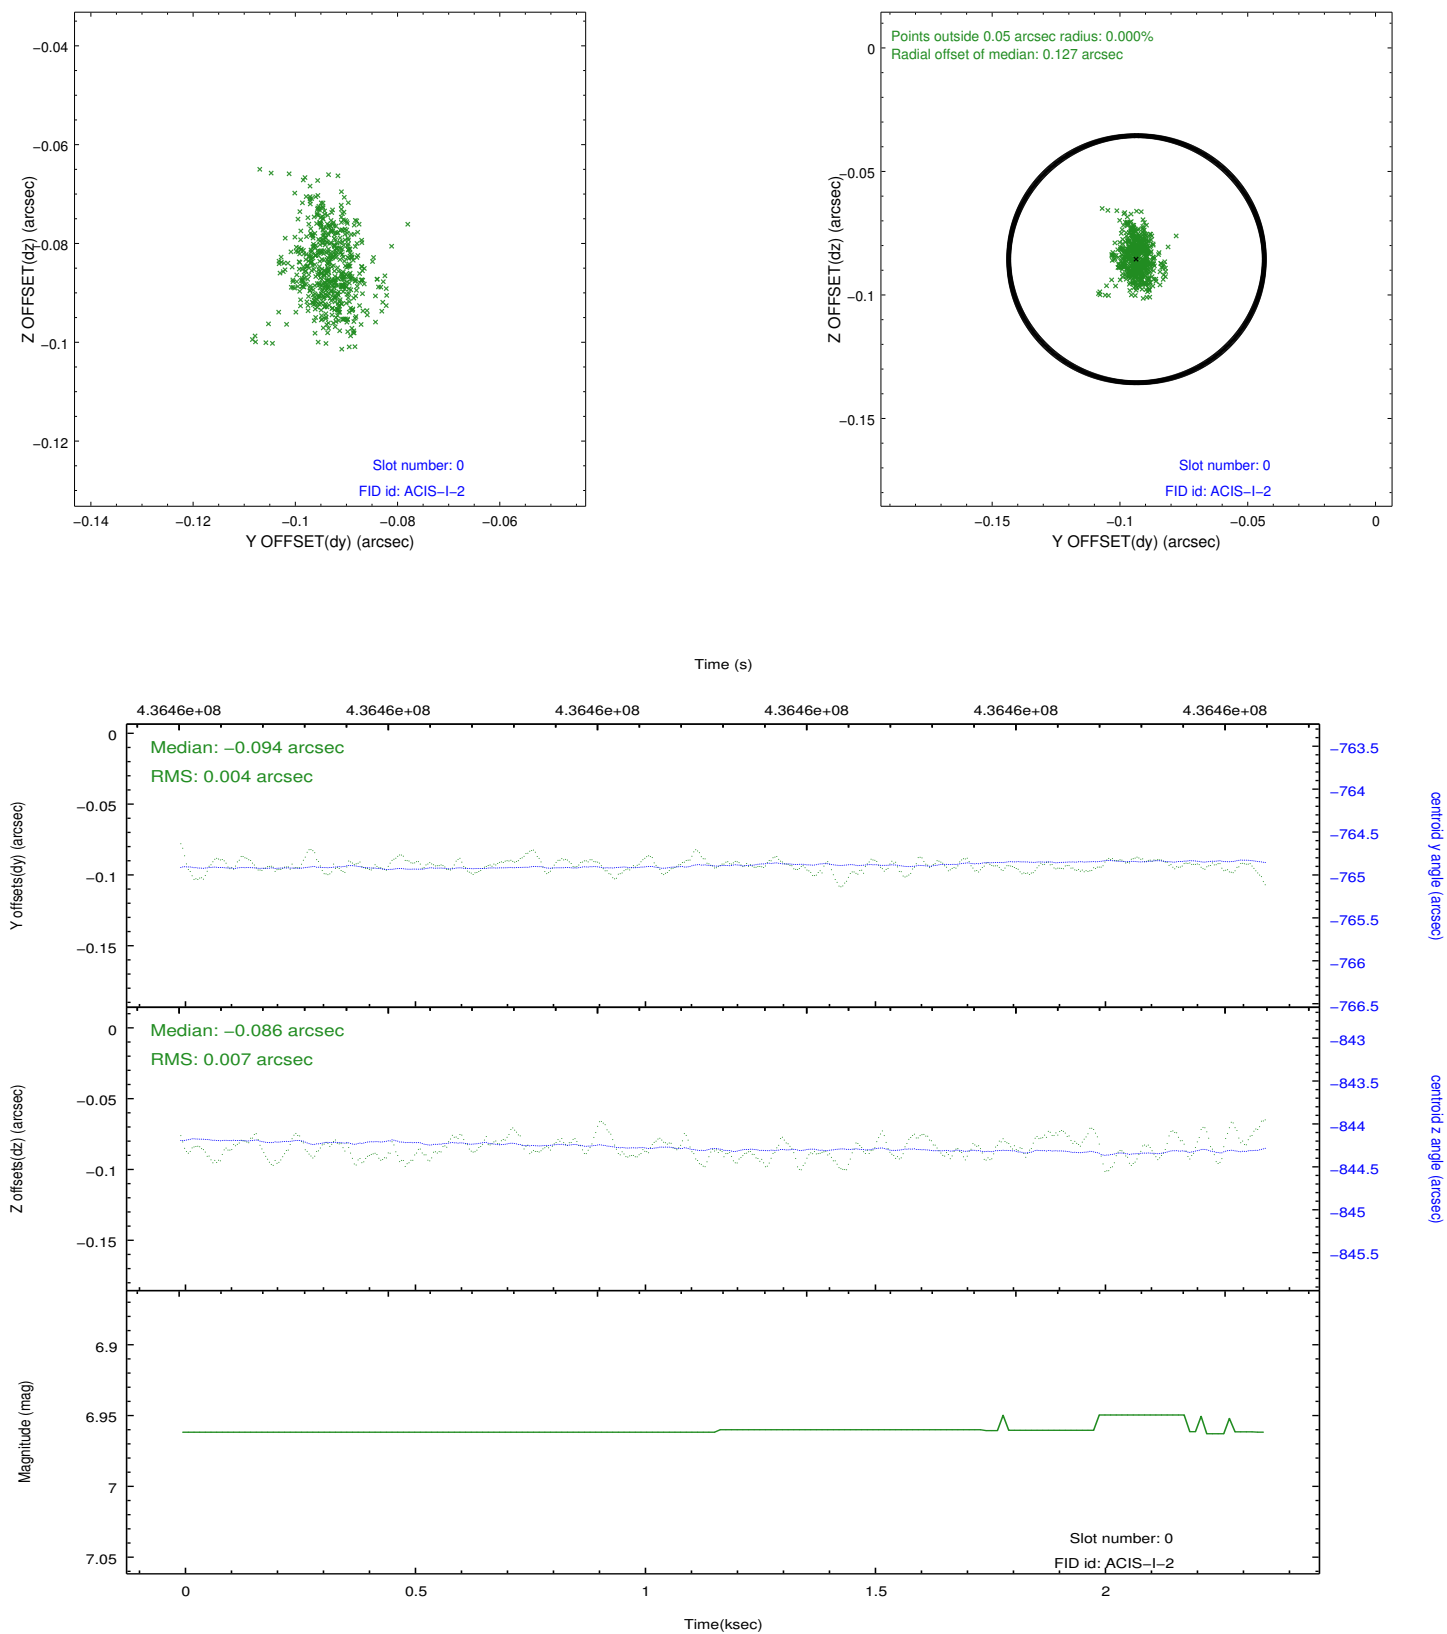 −0.04
−0.06
−0.08
−0.1
−0.12
Z OFFSET(dz) (arcsec)
Slot number: 0
FID id: ACIS−I−2
−0.14
−0.12
−0.1
−0.08
−0.06
Y OFFSET(dy) (arcsec)
Points outside 0.05 arcsec radius: 0.000%
Radial offset of median: 0.127 arcsec
0
−0.05
−0.1
−0.15
Z OFFSET(dz) (arcsec)
Slot number: 0
FID id: ACIS−I−2
−0.15
−0.1
−0.05
0
Y OFFSET(dy) (arcsec)
Time (s)
4.3646e+08
4.3646e+08
4.3646e+08
4.3646e+08
4.3646e+08
4.3646e+08
Median: −0.094 arcsec
RMS: 0.004 arcsec
0
−0.05
−0.1
−0.15
Y offsets(dy) (arcsec)
−763.5
−764
−764.5
−765
−765.5
−766
−766.5
centroid y angle (arcsec)
Median: −0.086 arcsec
RMS: 0.007 arcsec
0
−0.05
−0.1
−0.15
Z offsets(dz) (arcsec)
−843
−843.5
−844
−844.5
−845
−845.5
centroid z angle (arcsec)
6.9
6.95
7
7.05
Magnitude (mag)
Slot number: 0
FID id: ACIS−I−2
0
0.5
1
1.5
2
Time(ksec)